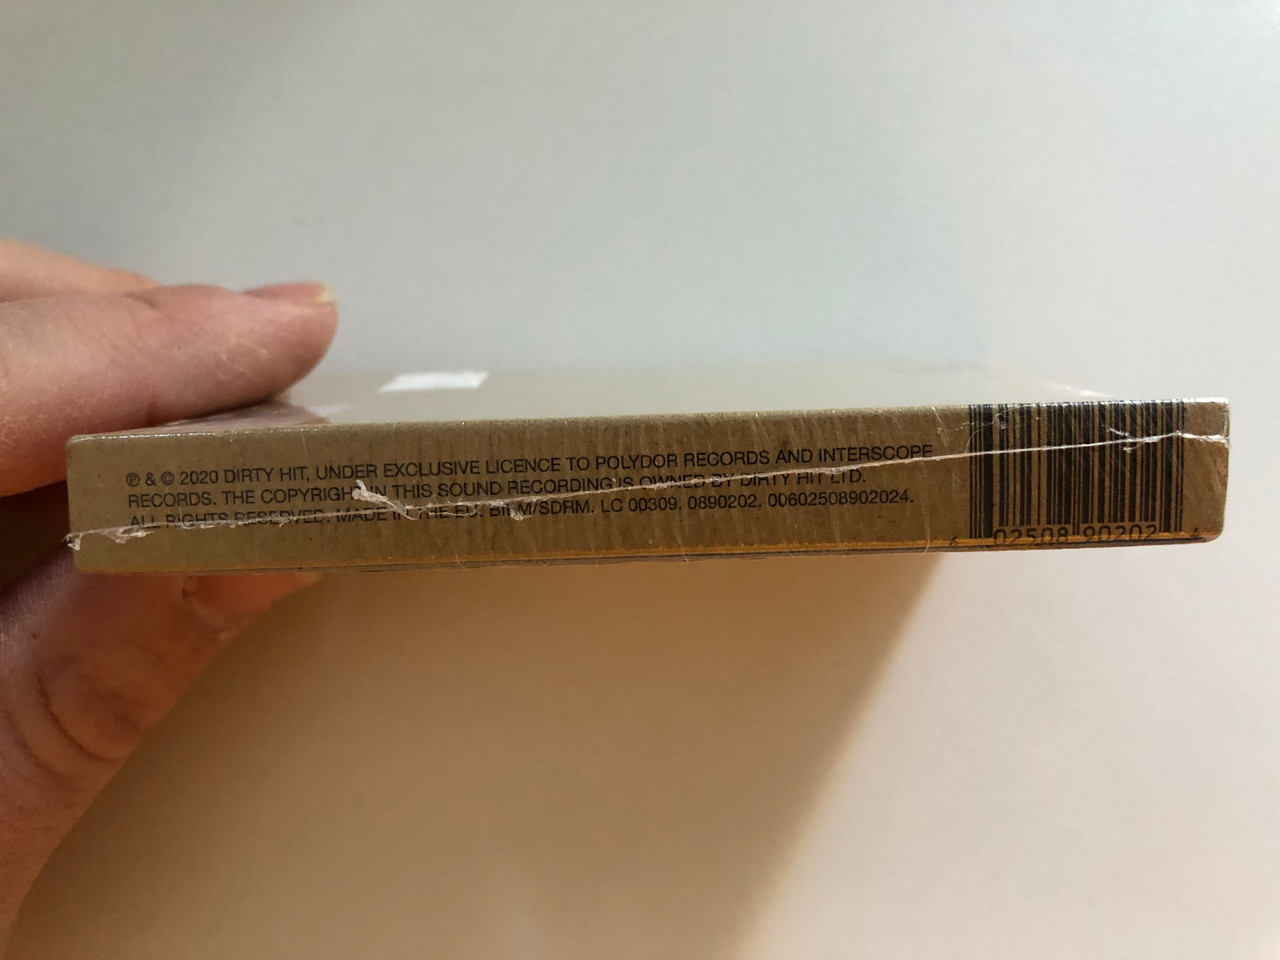 ℗ & © 2020 DIRTY HIT, UNDER EXCLUSIVE LICENCE TO POLYDOR RECORDS AND INTERSCOPE
RECORDS. THE COPYRIGHT IN THIS SOUND RECORDING IS OWNED BY DIRTY HIT LTD.
ALL RIGHTS RESERVED. MADE IN THE EU. BIEM/SDRM. LC 00309. 0890202. 00602508902024.
6 02508 90202 4